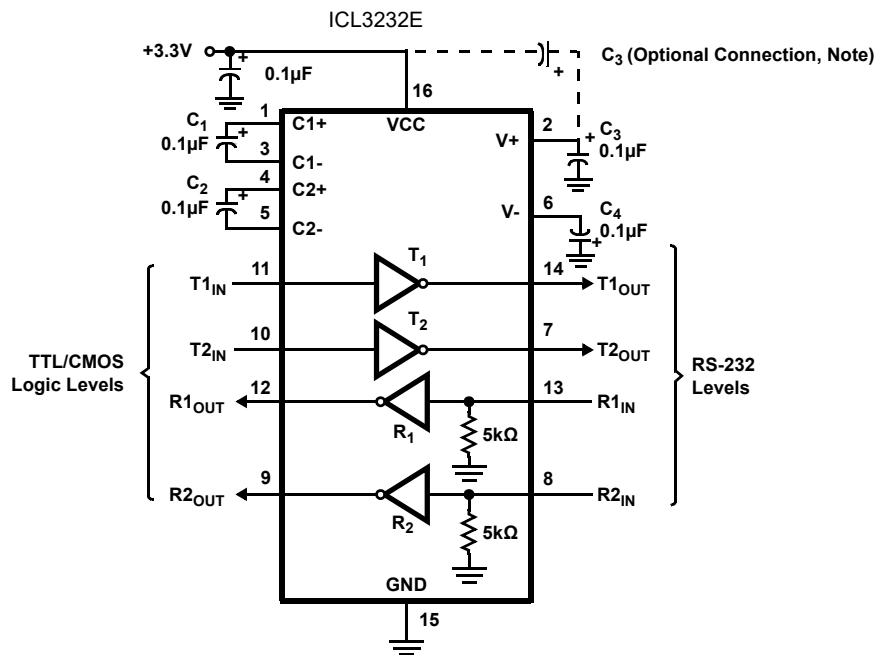 ICL3232E
+3.3V
+
0.1µF
+
C3 (Optional Connection, Note)
16
VCC
C1
0.1µF
+
1
C1+
3
C1-
C2
0.1µF
+
4
C2+
5
C2-
2
V+
+
C3
0.1µF
6
V-
C4
0.1µF
+
T1IN
11
T1
14
T1OUT
T2IN
10
T2
7
T2OUT
TTL/CMOS
Logic Levels
RS-232
Levels
R1OUT
12
R1
13
R1IN
5kΩ
R2OUT
9
R2
8
R2IN
5kΩ
GND
15